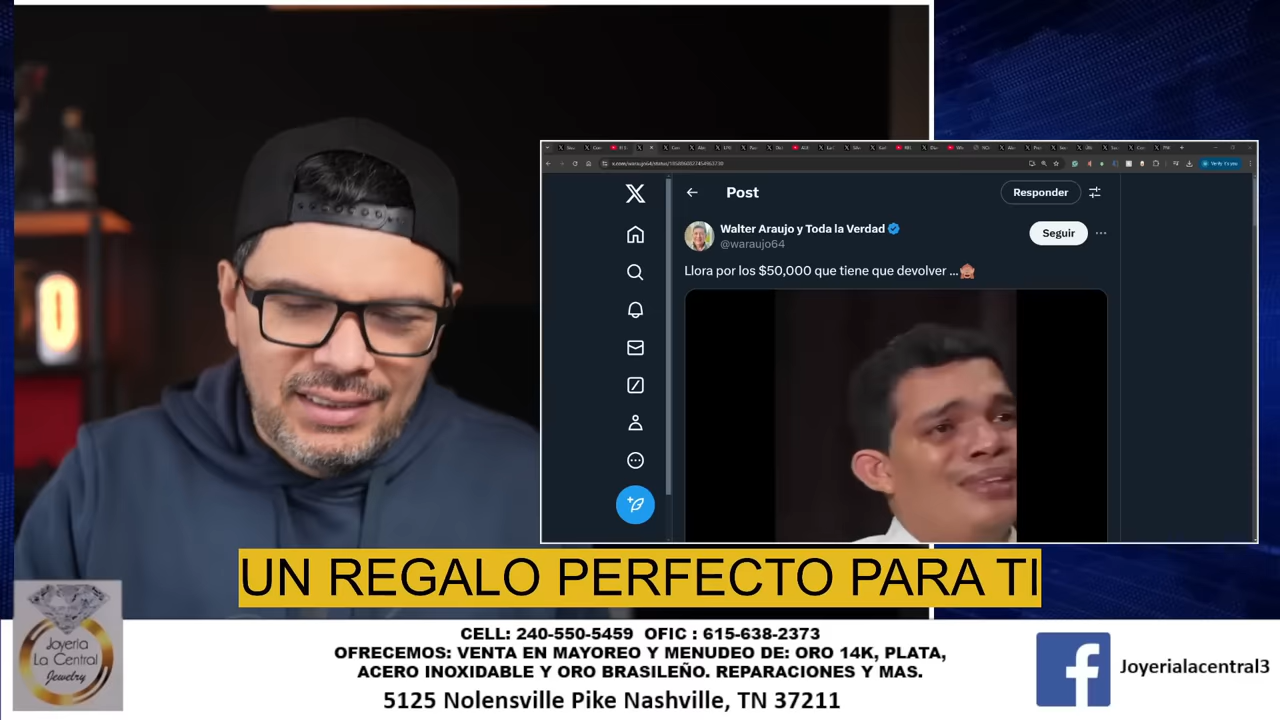 Post
Responder
Walter Araujo y Toda la Verdad
@waraujo64
Seguir
Llora por los $50,000 que tiene que devolver ...🙈
UN REGALO PERFECTO PARA TI
Joyeria
La Central
Jewelry
CELL: 240-550-5459 OFIC : 615-638-2373
OFRECEMOS: VENTA EN MAYOREO Y MENUDEO DE: ORO 14K, PLATA,
ACERO INOXIDABLE Y ORO BRASILEÑO. REPARACIONES Y MAS.
5125 Nolensville Pike Nashville, TN 37211
Joyerialacentral3